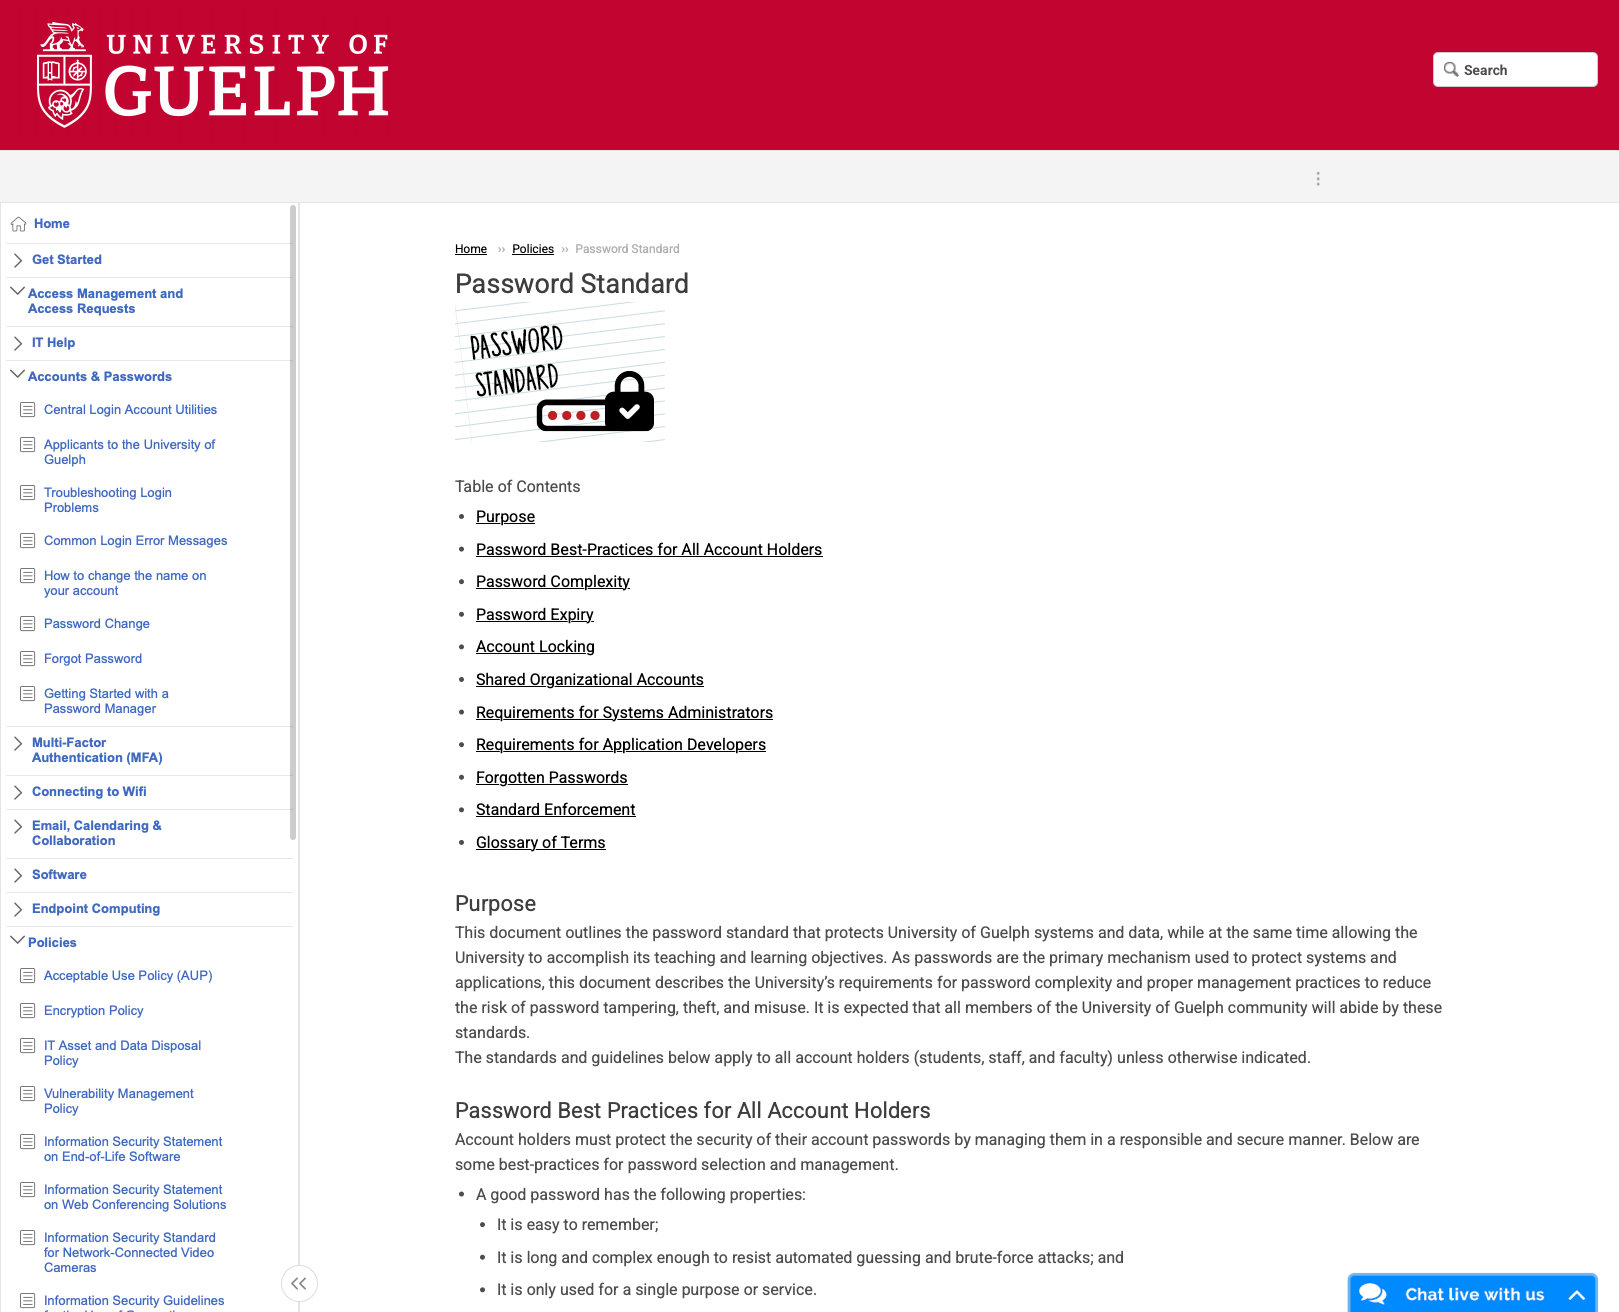 UNIVERSITY OF
GUELPH
Search
Home
Get Started
Access Management and
Access Requests
IT Help
Accounts & Passwords
Central Login Account Utilities
Applicants to the University of
Guelph
Troubleshooting Login
Problems
Common Login Error Messages
How to change the name on
your account
Password Change
Forgot Password
Getting Started with a
Password Manager
Multi-Factor
Authentication (MFA)
Connecting to Wifi
Email, Calendaring &
Collaboration
Software
Endpoint Computing
Policies
Acceptable Use Policy (AUP)
Encryption Policy
IT Asset and Data Disposal
Policy
Vulnerability Management
Policy
Information Security Statement
on End-of-Life Software
Information Security Statement
on Web Conferencing Solutions
Information Security Standard
for Network-Connected Video
Cameras
Information Security Guidelines
Home ›› Policies ›› Password Standard
Password Standard
PASSWORD
STANDARD
Table of Contents
• Purpose
• Password Best-Practices for All Account Holders
• Password Complexity
• Password Expiry
• Account Locking
• Shared Organizational Accounts
• Requirements for Systems Administrators
• Requirements for Application Developers
• Forgotten Passwords
• Standard Enforcement
• Glossary of Terms
Purpose
This document outlines the password standard that protects University of Guelph systems and data, while at the same time allowing the
University to accomplish its teaching and learning objectives. As passwords are the primary mechanism used to protect systems and
applications, this document describes the University’s requirements for password complexity and proper management practices to reduce
the risk of password tampering, theft, and misuse. It is expected that all members of the University of Guelph community will abide by these
standards.
The standards and guidelines below apply to all account holders (students, staff, and faculty) unless otherwise indicated.
Password Best Practices for All Account Holders
Account holders must protect the security of their account passwords by managing them in a responsible and secure manner. Below are
some best-practices for password selection and management.
• A good password has the following properties:
• It is easy to remember;
• It is long and complex enough to resist automated guessing and brute-force attacks; and
• It is only used for a single purpose or service.
Chat live with us